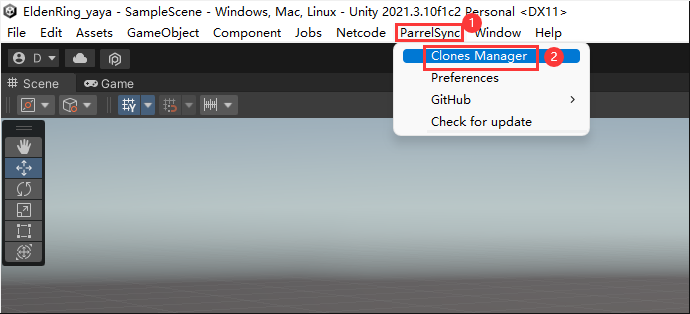 EldenRing_yaya - SampleScene - Windows, Mac, Linux - Unity 2021.3.10f1c2 Personal <DX11>
File Edit Assets GameObject Component Jobs Netcode ParrelSync Window Help
1
D
Clones Manager
2
Preferences
GitHub
Check for update
Scene Game